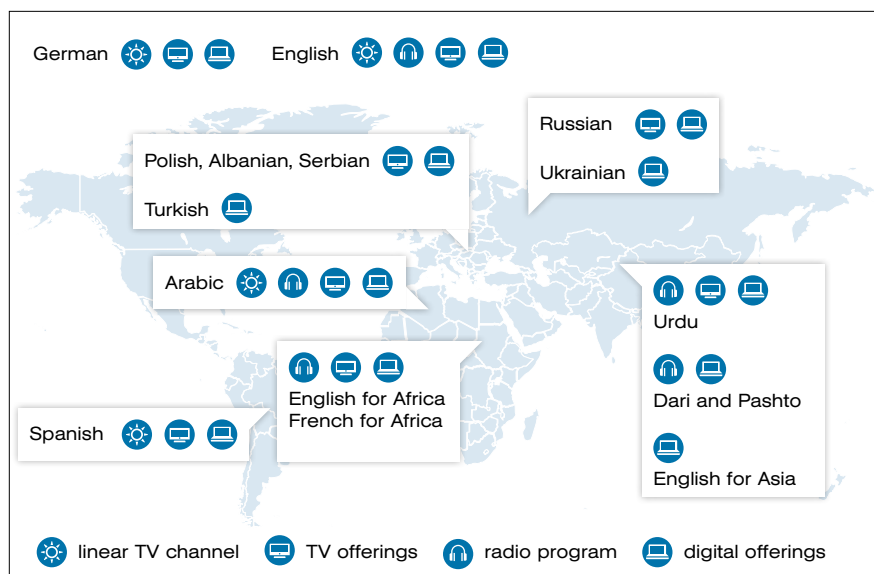 German
English
Russian
Ukrainian
Polish, Albanian, Serbian
Turkish
Arabic
Urdu
Dari and Pashto
English for Asia
English for Africa
French for Africa
Spanish
linear TV channel
TV offerings
radio program
digital offerings